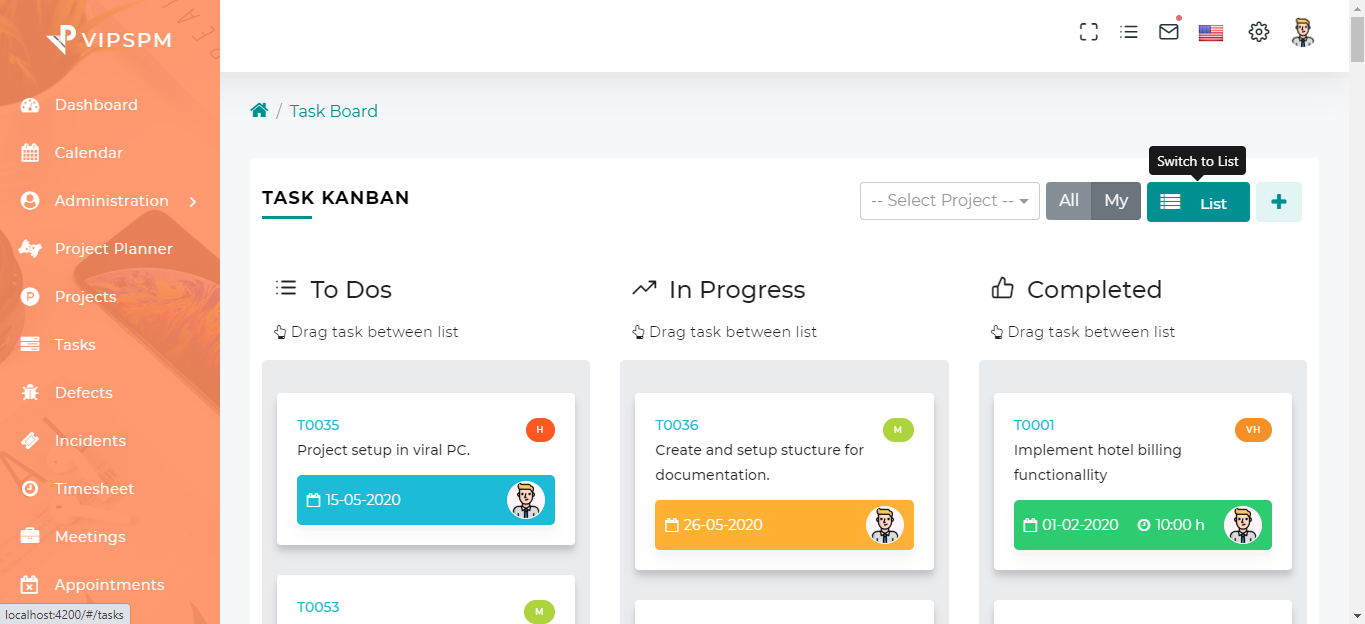 VIPSPM
Dashboard
Calendar
Administration
Project Planner
Projects
Tasks
Defects
Incidents
Timesheet
Meetings
Appointments
localhost:4200/#/tasks
/ Task Board
Switch to List
TASK KANBAN
-- Select Project --
All
My
List
To Dos
Drag task between list
T0035
H
Project setup in viral PC.
15-05-2020
T0053
M
In Progress
Drag task between list
T0036
M
Create and setup stucture for
documentation.
26-05-2020
Completed
Drag task between list
T0001
VH
Implement hotel billing
functionallity
01-02-2020 10:00 h